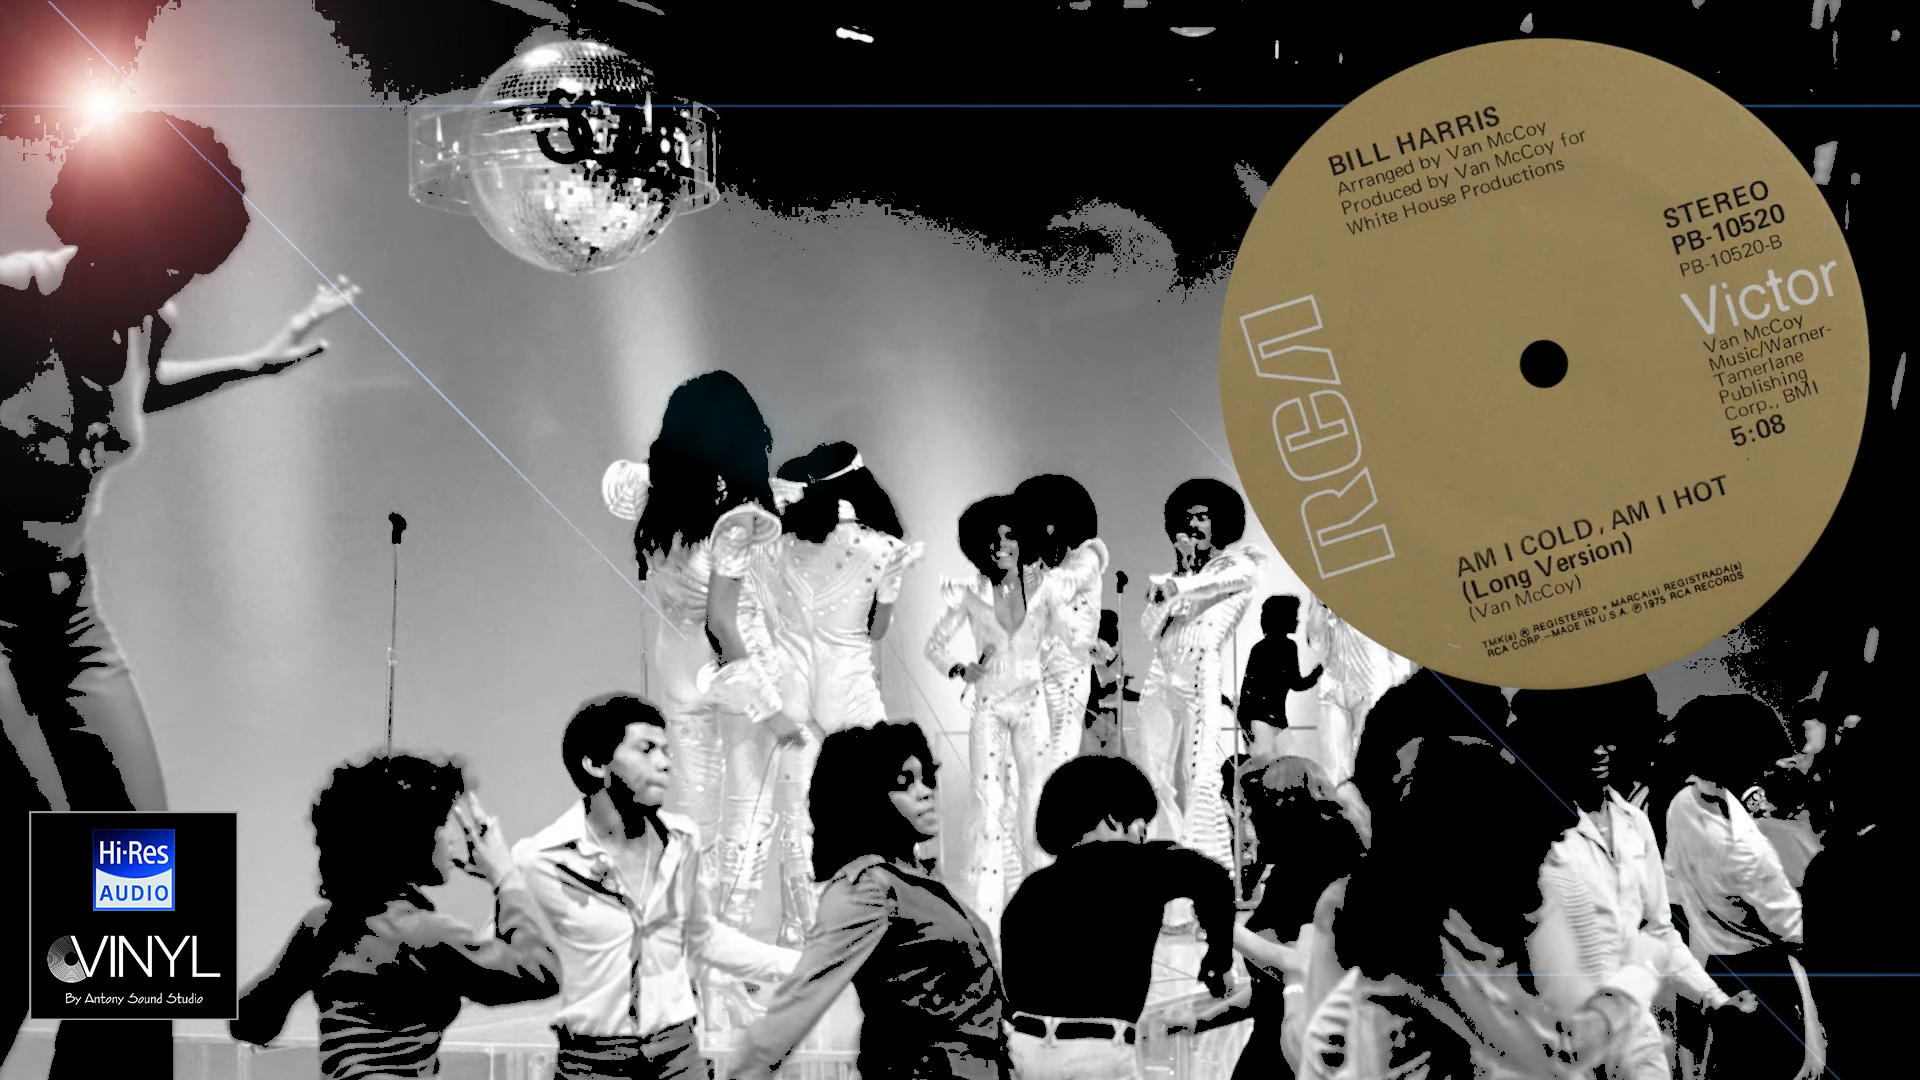 BILL HARRIS
Arranged by Van McCoy
Produced by Van McCoy for
White House Productions
STEREO
PB-10520
PB-10520-B
Victor
Van McCoy
Music/Warner-
Tamerlane
Publishing
Corp., BMI
5:08
RCA
AM I COLD, AM I HOT
(Long Version)
(Van McCoy)
TMK(s) ® REGISTERED • MARCA(s) REGISTRADA(s)
RCA CORP.—MADE IN U.S.A. ℗1975 RCA RECORDS
Hi-Res
AUDIO
VINYL
By Antony Sound Studio